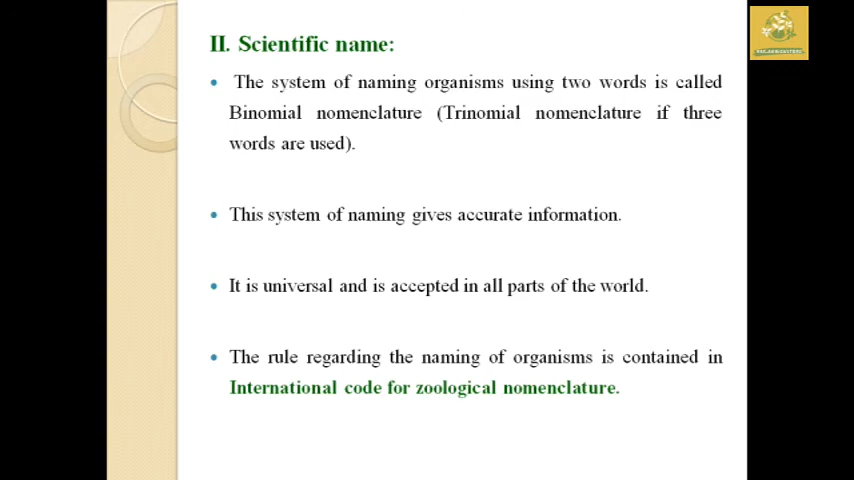 II. Scientific name:
The system of naming organisms using two words is called
Binomial nomenclature (Trinomial nomenclature if three
words are used).
This system of naming gives accurate information.
It is universal and is accepted in all parts of the world.
The rule regarding the naming of organisms is contained in
International code for zoological nomenclature.